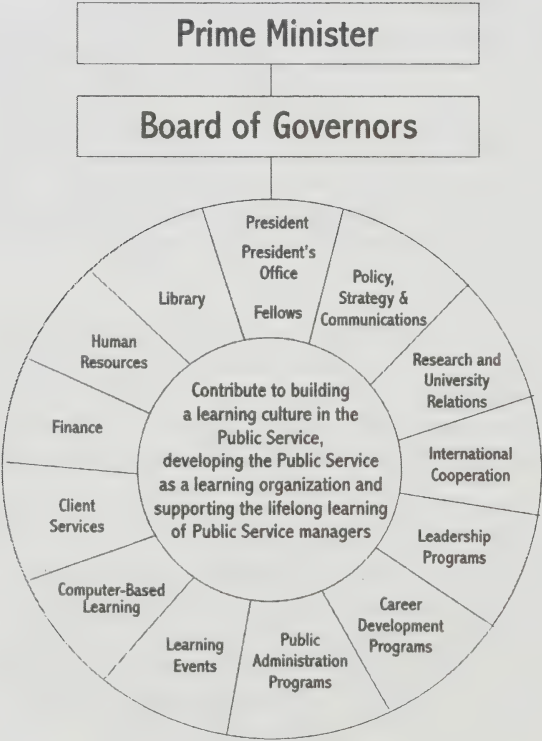 Prime Minister
Board of Governors
President
President's
Office
Fellows
Policy,
Strategy &
Communications
Research and
University
Relations
International
Cooperation
Leadership
Programs
Career
Development
Programs
Public
Administration
Programs
Learning
Events
Computer-Based
Learning
Client
Services
Finance
Human
Resources
Library
Contribute to building
a learning culture in the
Public Service,
developing the Public Service
as a learning organization and
supporting the lifelong learning
of Public Service managers